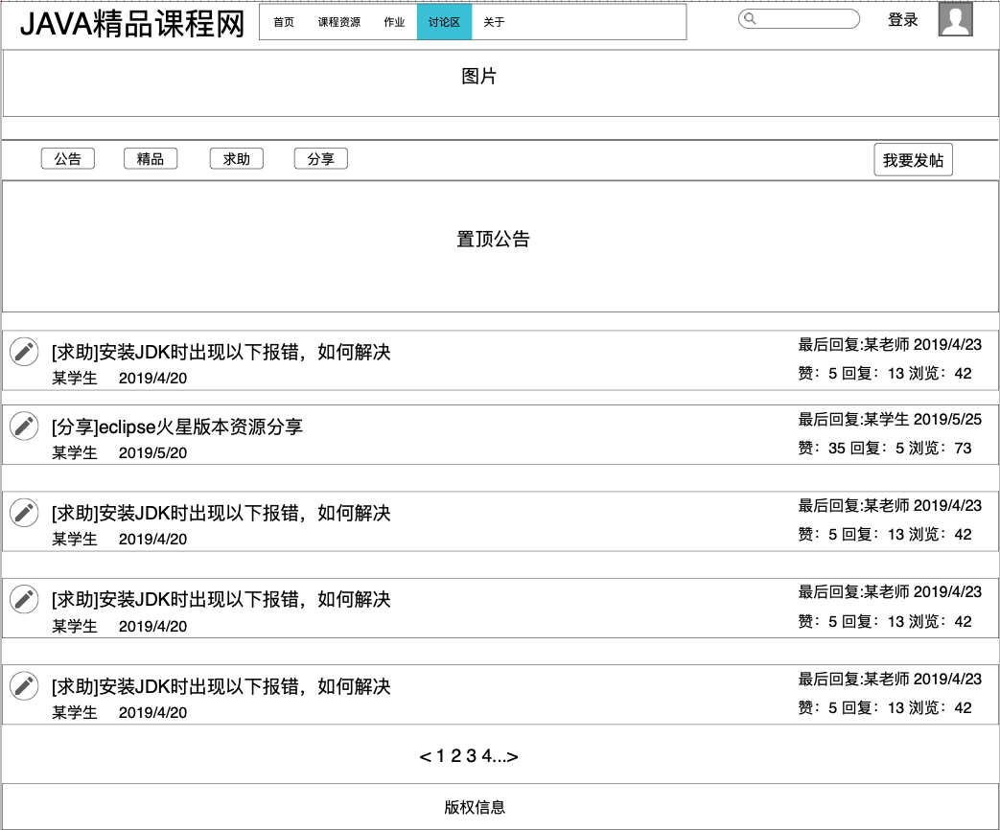 JAVA精品课程网
首页 课程资源 作业 讨论区 关于
登录
图片
公告 精品 求助 分享 我要发帖
置顶公告
[求助]安装JDK时出现以下报错，如何解决
某学生 2019/4/20
最后回复:某老师 2019/4/23
赞：5 回复：13 浏览：42
[分享]eclipse火星版本资源分享
某学生 2019/5/20
最后回复:某学生 2019/5/25
赞：35 回复：5 浏览：73
[求助]安装JDK时出现以下报错，如何解决
某学生 2019/4/20
最后回复:某老师 2019/4/23
赞：5 回复：13 浏览：42
[求助]安装JDK时出现以下报错，如何解决
某学生 2019/4/20
最后回复:某老师 2019/4/23
赞：5 回复：13 浏览：42
[求助]安装JDK时出现以下报错，如何解决
某学生 2019/4/20
最后回复:某老师 2019/4/23
赞：5 回复：13 浏览：42
< 1 2 3 4...>
版权信息